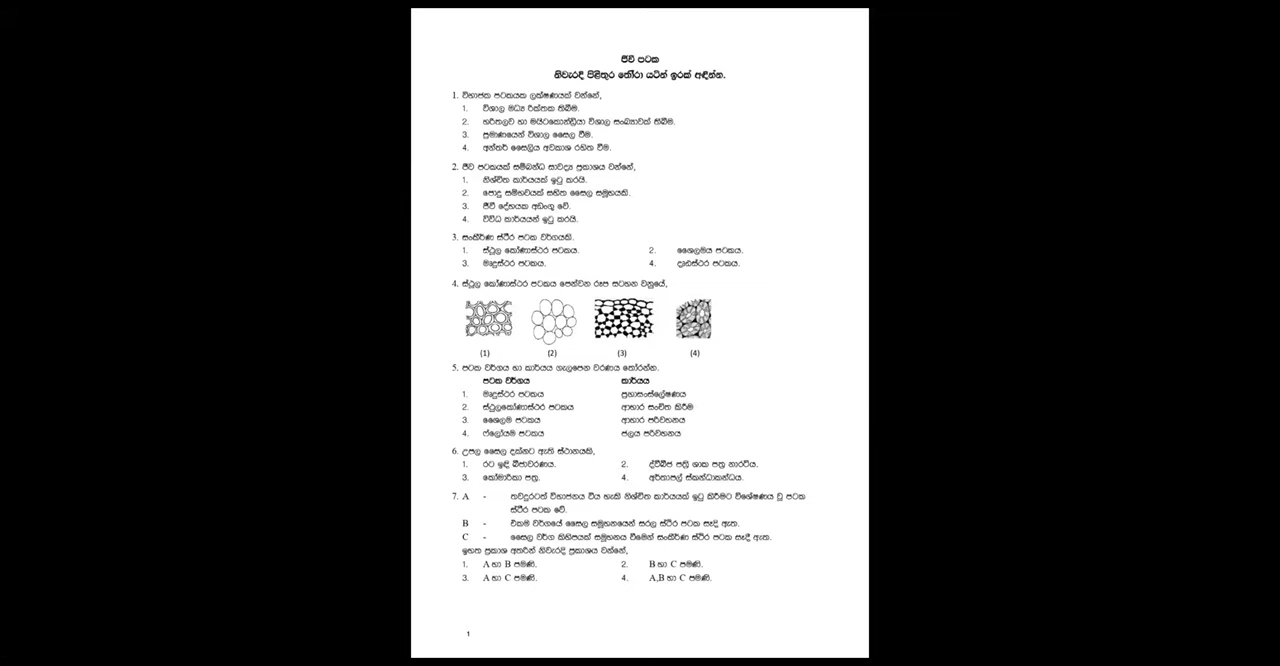 ජීව පටක
නිවැරදි පිළිතුර තෝරා යටින් ඉරක් අඳින්න.
1. විභාජක පටකයක ලක්ෂණයක් වන්නේ,
1. විශාල මධ්‍ය රික්තක තිබීම.
2. හරිතලව හා මයිටකොන්ඩ්‍රියා විශාල සංඛ්‍යාවක් තිබීම.
3. ප්‍රමාණයෙන් විශාල සෛල වීම.
4. අන්තර් සෛලීය අවකාශ රහිත වීම.
2. ජීව පටකයක් සම්බන්ධ සාවද්‍ය ප්‍රකාශය වන්නේ,
1. නිශ්චිත කාර්යයක් ඉටු කරයි.
2. පොදු සම්භවයක් සහිත සෛල සමූහයකි.
3. ජීවී දේහයක අඩංගු වේ.
4. විවිධ කාර්යයන් ඉටු කරයි.
3. සංකීර්ණ ස්ථිර පටක වර්ගයකි.
1. ස්ථූල කෝණාස්ථර පටකය. 2. ශෛලමය පටකය.
3. මෘදුස්ථර පටකය. 4. දෘඪස්ථර පටකය.
4. ස්ථූල කෝණාස්ථර පටකය පෙන්වන රූප සටහන වනුයේ,
(1) (2) (3) (4)
5. පටක වර්ගය හා කාර්යය ගැලපෙන වරණය තෝරන්න.
පටක වර්ගය කාර්යය
1. මෘදුස්ථර පටකය ප්‍රභාසංස්ලේෂණය
2. ස්ථූලකෝණාස්ථර පටකය ආහාර සංචිත කිරීම
3. ශෛලම පටකය ආහාර පරිවහනය
4. ෆ්ලෝයම පටකය ජලය පරිවහනය
6. උපල සෛල දක්නට ඇති ස්ථානයකි,
1. රට ඉඳි බීජාවරණය. 2. ද්විබීජ පත්‍රී ශාක පත්‍ර නාරටිය.
3. කෝමාරිකා පත්‍ර. 4. අර්තාපල් ස්කන්ධාකන්ධය.
7. A - තවදුරටත් විභාජනය විය හැකි නිශ්චිත කාර්යයක් ඉටු කිරීමට විශේෂණය වූ පටක
ස්ථිර පටක වේ.
B - එකම වර්ගයේ සෛල සමුහනයෙන් සරල ස්ථිර පටක සෑදි ඇත.
C - සෛල වර්ග කිහිපයක් සමුහනය වීමෙන් සංකීර්ණ ස්ථිර පටක සෑදී ඇත.
ඉහත ප්‍රකාශ අතරින් නිවැරදි ප්‍රකාශය වන්නේ,
1. A හා B පමණි. 2. B හා C පමණි.
3. A හා C පමණි. 4. A,B හා C පමණි.
1